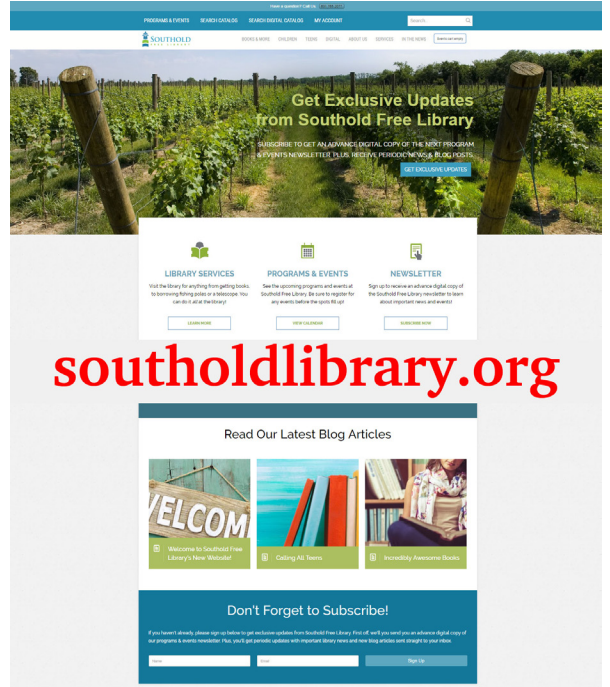 Have a question? Call Us
PROGRAMS & EVENTS SEARCH CATALOG SEARCH DIGITAL CATALOG MY ACCOUNT
Search...
SOUTHOLD
FREE LIBRARY
BOOKS & MORE CHILDREN TEENS DIGITAL ABOUT US SERVICES IN THE NEWS
Get Exclusive Updates
from Southold Free Library
SUBSCRIBE TO GET AN ADVANCE DIGITAL COPY OF THE NEXT PROGRAM
& EVENTS NEWSLETTER. PLUS, RECEIVE PERIODIC NEWS & BLOG POSTS.
GET EXCLUSIVE UPDATES
LIBRARY SERVICES
Visit the library for anything from getting books,
to borrowing fishing poles or a telescope. You
can do it all at the library!
LEARN MORE
PROGRAMS & EVENTS
See the upcoming programs and events at
Southold Free Library. Be sure to register for
any events before the spots fill up!
VIEW CALENDAR
NEWSLETTER
Sign up to receive an advance digital copy of
the Southold Free Library newsletter to learn
about important news and events!
SUBSCRIBE NOW
southoldlibrary.org
Read Our Latest Blog Articles
WELCOM
Welcome to Southold Free
Library's New Website!
Calling All Teens
Incredibly Awesome Books
Don't Forget to Subscribe!
If you haven't already, please sign up below to get exclusive updates from Southold Free Library. First off, we'll send you an advance digital copy of
our programs & events newsletter. Plus, you'll get periodic updates with important library news and new blog articles sent straight to your inbox.
Name
Email
Sign Up